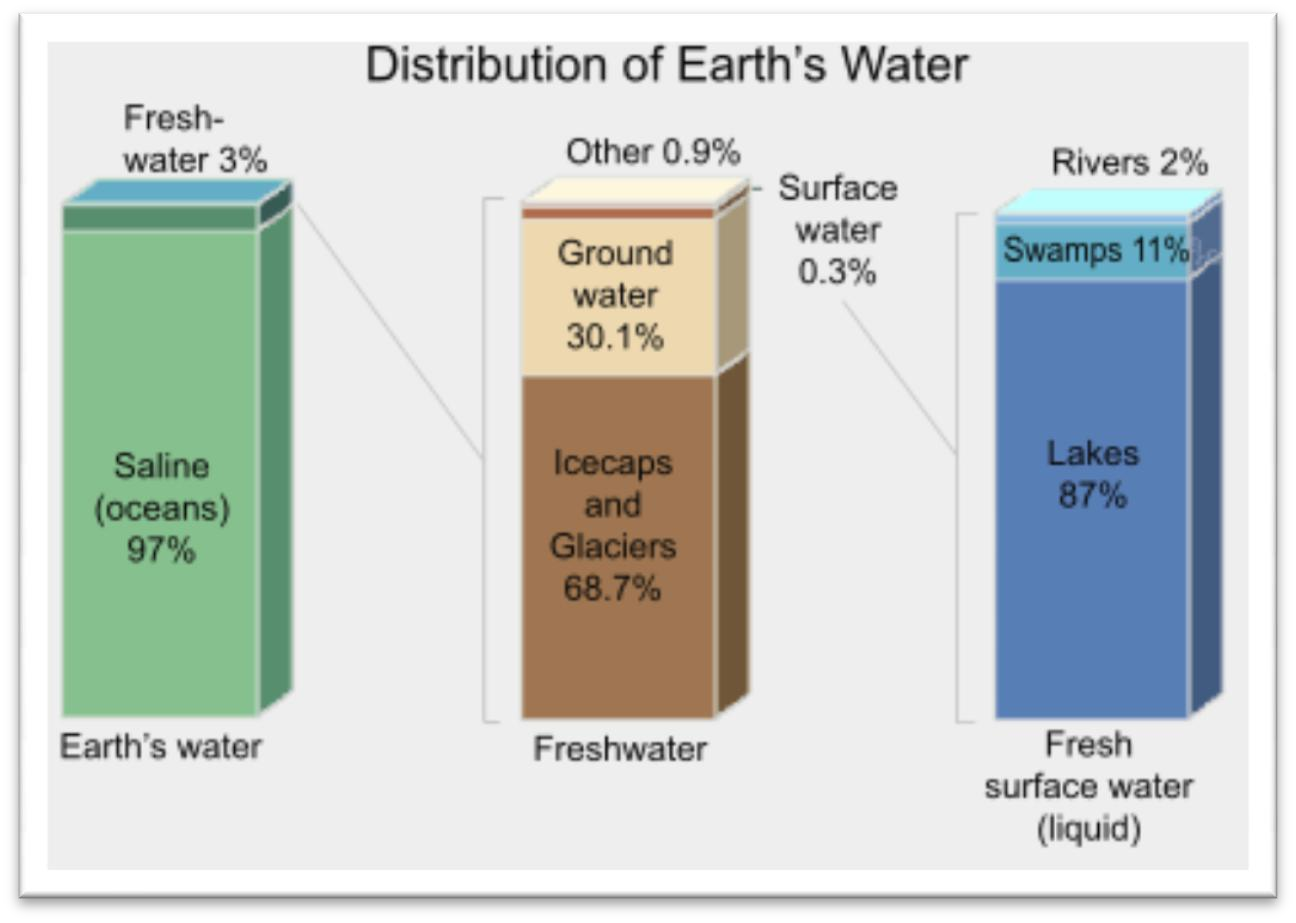 Distribution of Earth's Water
Fresh-
water 3%
Saline
(oceans)
97%
Earth's water
Other 0.9%
Surface
water
0.3%
Ground
water
30.1%
Icecaps
and
Glaciers
68.7%
Freshwater
Rivers 2%
Swamps 11%
Lakes
87%
Fresh
surface water
(liquid)